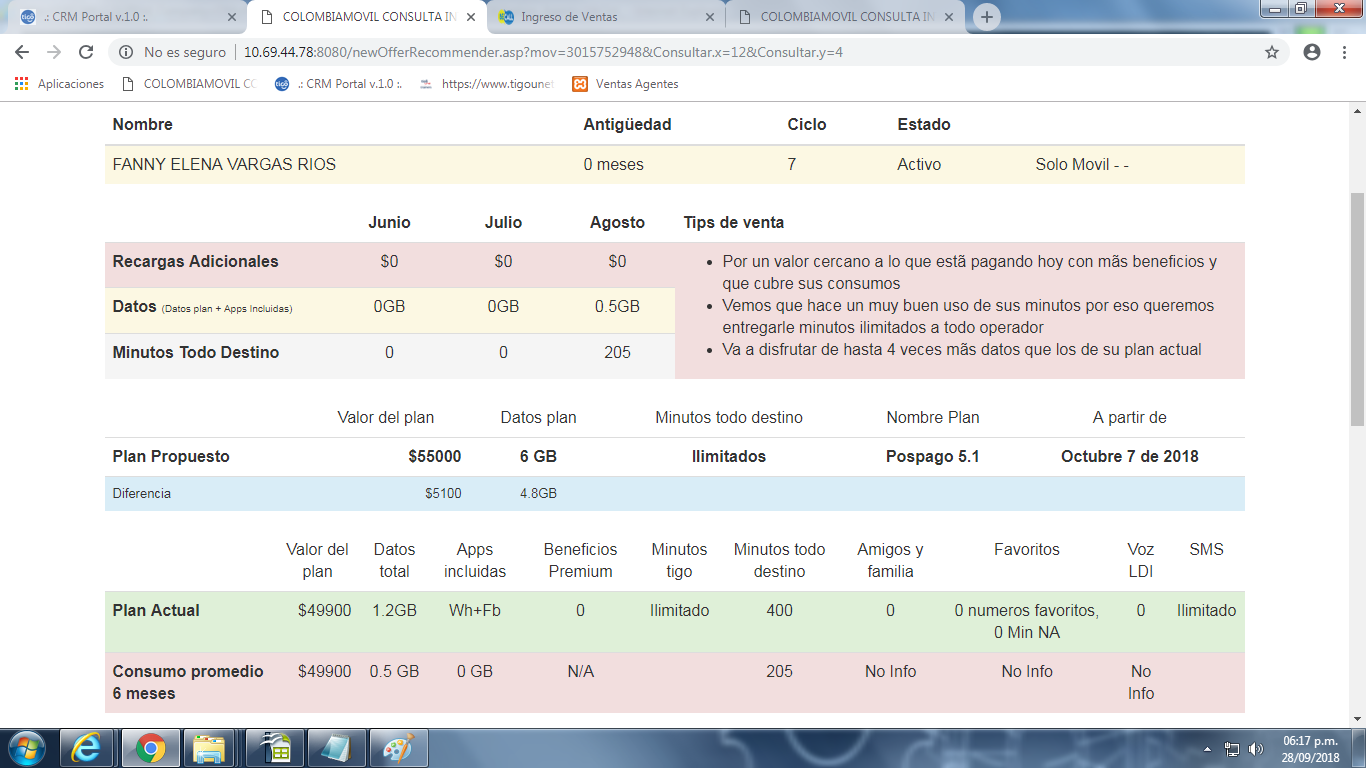 .: CRM Portal v.1.0 :.
COLOMBIAMOVIL CONSULTA IN
Ingreso de Ventas
COLOMBIAMOVIL CONSULTA IN
No es seguro | 10.69.44.78:8080/newOfferRecommender.asp?mov=3015752948&Consultar.x=12&Consultar.y=4
Aplicaciones COLOMBIAMOVIL CO .: CRM Portal v.1.0 :. https://www.tigoune Ventas Agentes
Nombre Antigüedad Ciclo Estado
FANNY ELENA VARGAS RIOS 0 meses 7 Activo Solo Movil - -
Junio Julio Agosto Tips de venta
Recargas Adicionales $0 $0 $0
Datos (Datos plan + Apps Incluidas) 0GB 0GB 0.5GB
Minutos Todo Destino 0 0 205
• Por un valor cercano a lo que estã pagando hoy con mãs beneficios y
que cubre sus consumos
• Vemos que hace un muy buen uso de sus minutos por eso queremos
entregarle minutos ilimitados a todo operador
• Va a disfrutar de hasta 4 veces mãs datos que los de su plan actual
Valor del plan Datos plan Minutos todo destino Nombre Plan A partir de
Plan Propuesto $55000 6 GB Ilimitados Pospago 5.1 Octubre 7 de 2018
Diferencia $5100 4.8GB
Valor del Datos Apps Beneficios Minutos Minutos todo Amigos y Favoritos Voz SMS
plan total incluidas Premium tigo destino familia LDI
Plan Actual $49900 1.2GB Wh+Fb 0 Ilimitado 400 0 0 numeros favoritos, 0 Ilimitado
0 Min NA
Consumo promedio $49900 0.5 GB 0 GB N/A 205 No Info No Info No
6 meses Info
06:17 p.m.
28/09/2018